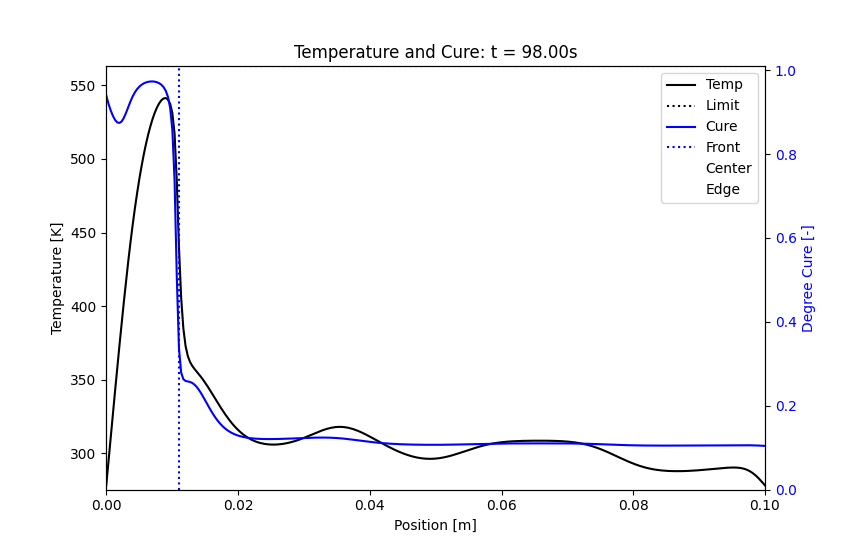 Temperature and Cure: t = 98.00s
Temperature [K]
550
500
450
400
350
300
Temp
Limit
Cure
Front
Center
Edge
1.0
0.8
0.6
0.4
0.2
0.0
Degree Cure [-]
0.00
0.02
0.04
0.06
0.08
0.10
Position [m]